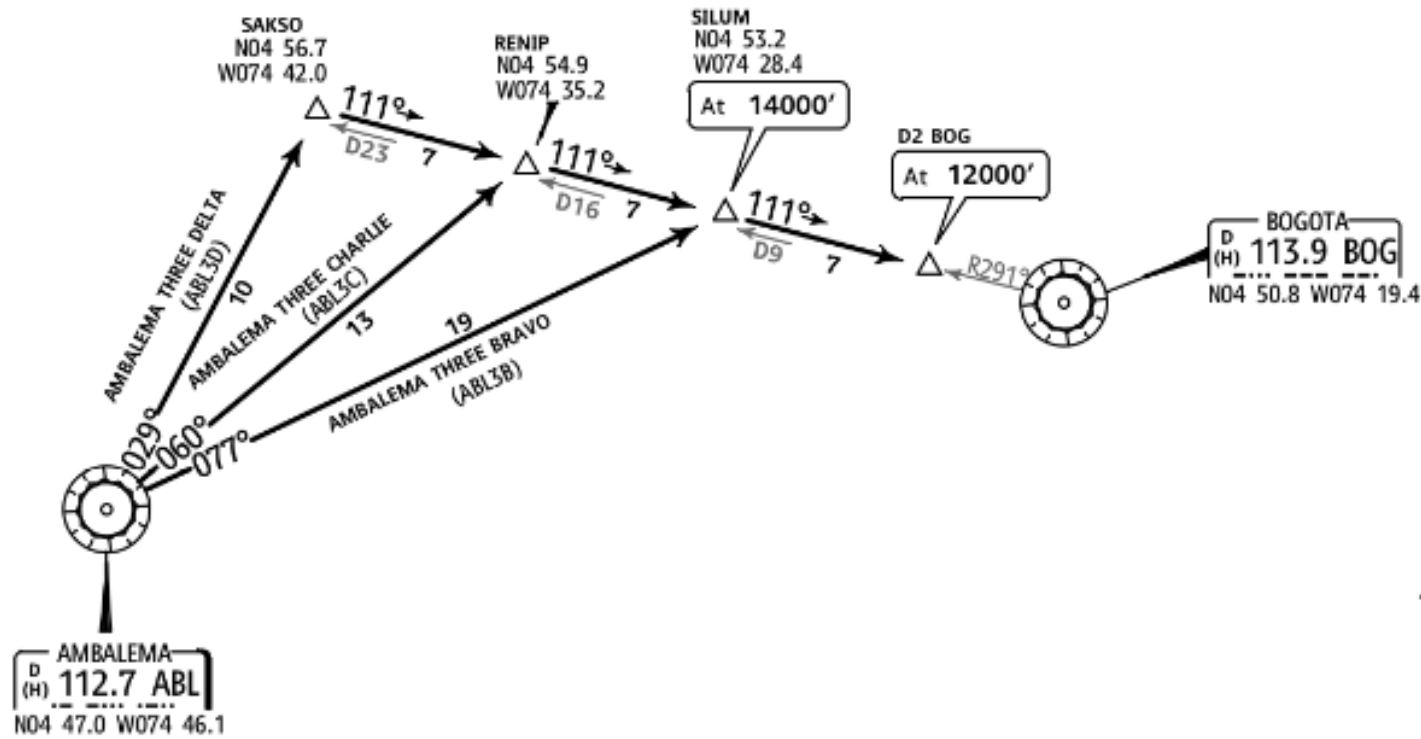 SAKSO
N04 56.7
W074 42.0
RENIP
N04 54.9
W074 35.2
SILUM
N04 53.2
W074 28.4
At 14000'
D2 BOG
At 12000'
111°
D23
7
111°
D16
7
111°
D9
7
R291°
BOGOTA
D
(H) 113.9 BOG
N04 50.8 W074 19.4
AMBALEMA THREE DELTA
(ABL3D)
10
AMBALEMA THREE CHARLIE
(ABL3C)
13
19
AMBALEMA THREE BRAVO
(ABL3B)
029°
060°
077°
AMBALEMA
D
(H) 112.7 ABL
N04 47.0 W074 46.1